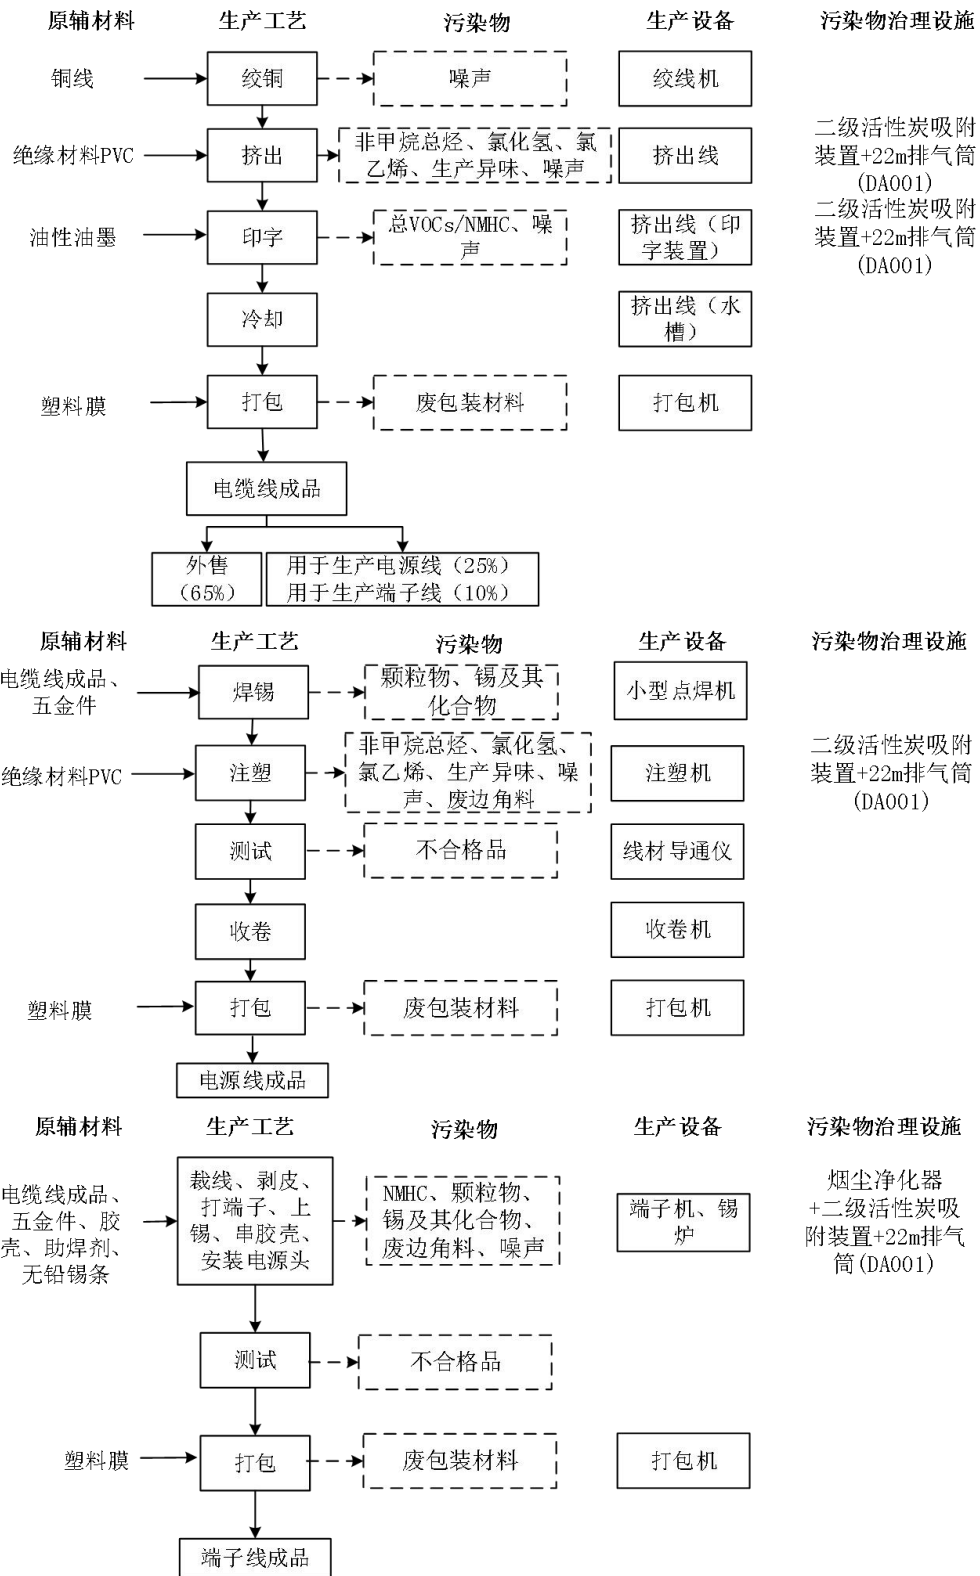 原辅材料 生产工艺 污染物 生产设备 污染物治理设施
铜线 绞铜 噪声 绞线机
绝缘材料PVC 挤出 非甲烷总烃、氯化氢、氯
乙烯、生产异味、噪声 挤出线 二级活性炭吸附
装置+22m排气筒
(DA001)
油性油墨 印字 总VOCs/NMHC、噪
声 挤出线（印
字装置） 二级活性炭吸附
装置+22m排气筒
(DA001)
冷却 挤出线（水
槽）
塑料膜 打包 废包装材料 打包机
电缆线成品
外售
（65%）
用于生产电源线（25%）
用于生产端子线（10%）
原辅材料 生产工艺 污染物 生产设备 污染物治理设施
电缆线成品、
五金件 焊锡 颗粒物、锡及其
化合物 小型点焊机
绝缘材料PVC 注塑 非甲烷总烃、氯化氢、
氯乙烯、生产异味、噪
声、废边角料 注塑机 二级活性炭吸附
装置+22m排气筒
(DA001)
测试 不合格品 线材导通仪
收卷 收卷机
塑料膜 打包 废包装材料 打包机
电源线成品
原辅材料 生产工艺 污染物 生产设备 污染物治理设施
电缆线成品、
五金件、胶
壳、助焊剂、
无铅锡条
裁线、剥皮、
打端子、上
锡、串胶壳、
安装电源头
NMHC、颗粒物、
锡及其化合物、
废边角料、噪声
端子机、锡
炉
烟尘净化器
+二级活性炭吸
附装置+22m排气
筒(DA001)
测试 不合格品
塑料膜 打包 废包装材料 打包机
端子线成品